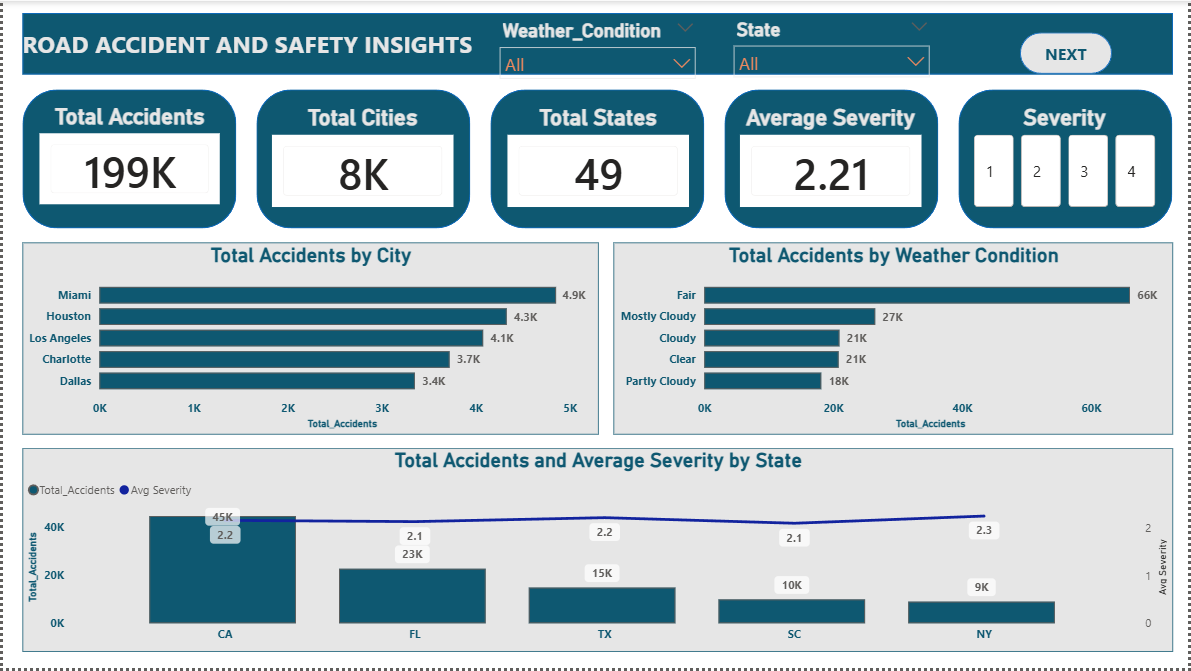 ROAD ACCIDENT AND SAFETY INSIGHTS
Weather_Condition
All
State
All
NEXT
Total Accidents
199K
Total Cities
8K
Total States
49
Average Severity
2.21
Severity
1 2 3 4
Total Accidents by City
Miami 4.9K
Houston 4.3K
Los Angeles 4.1K
Charlotte 3.7K
Dallas 3.4K
0K 1K 2K 3K 4K 5K
Total_Accidents
Total Accidents by Weather Condition
Fair 66K
Mostly Cloudy 27K
Cloudy 21K
Clear 21K
Partly Cloudy 18K
0K 20K 40K 60K
Total_Accidents
Total Accidents and Average Severity by State
Total_Accidents Avg Severity
Total_Accidents
40K
20K
0K
45K
2.2
2.1
23K
2.2
15K
2.1
10K
2.3
9K
2
1
0
Avg Severity
CA FL TX SC NY